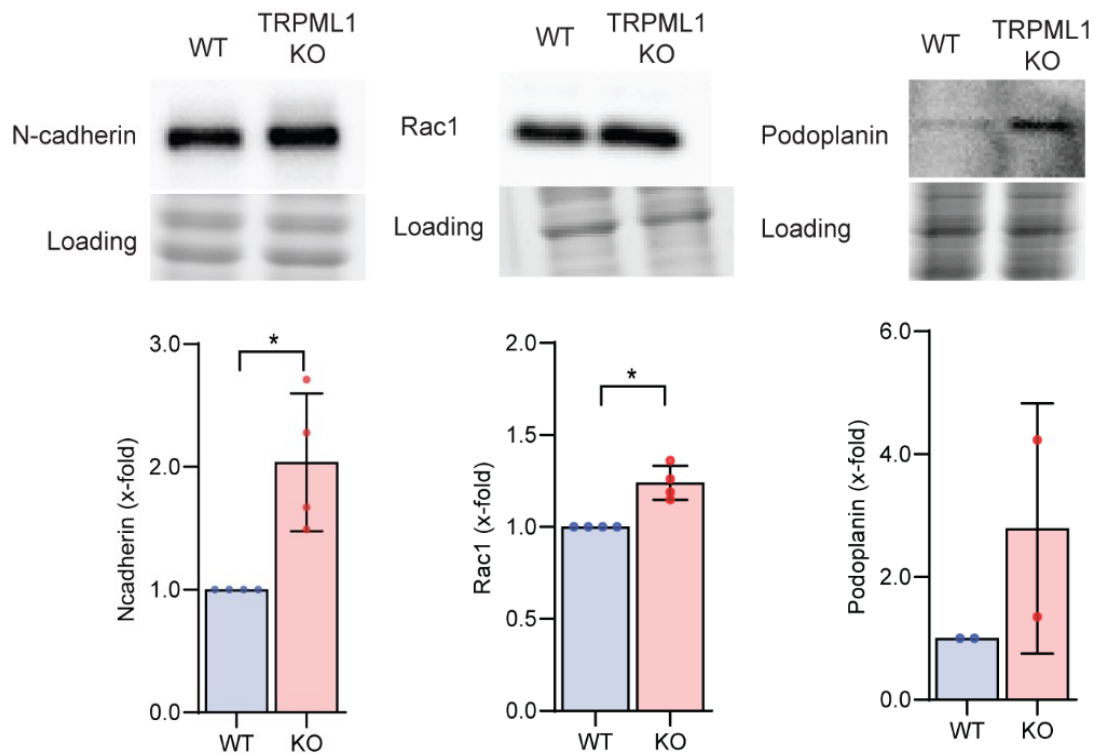 WT
TRPML1
KO
N-cadherin
Loading
WT
TRPML1
KO
Rac1
Loading
WT
TRPML1
KO
Podoplanin
Loading
Ncadherin (x-fold)
3.0
2.0
1.0
0.0
*
WT KO
Rac1 (x-fold)
2.0
1.5
1.0
0.5
0.0
*
WT KO
Podoplanin (x-fold)
6.0
4.0
2.0
0.0
WT KO